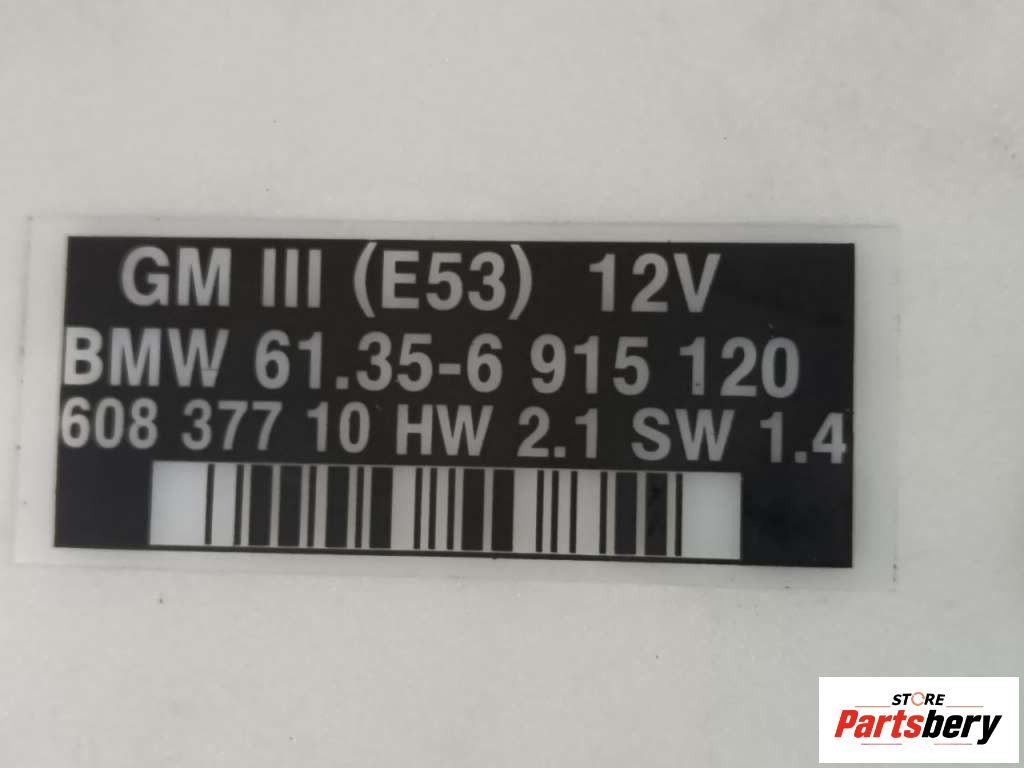 GM III (E53) 12V
BMW 61.35-6 915 120
608 377 10 HW 2.1 SW 1.4
STORE
Partsbery